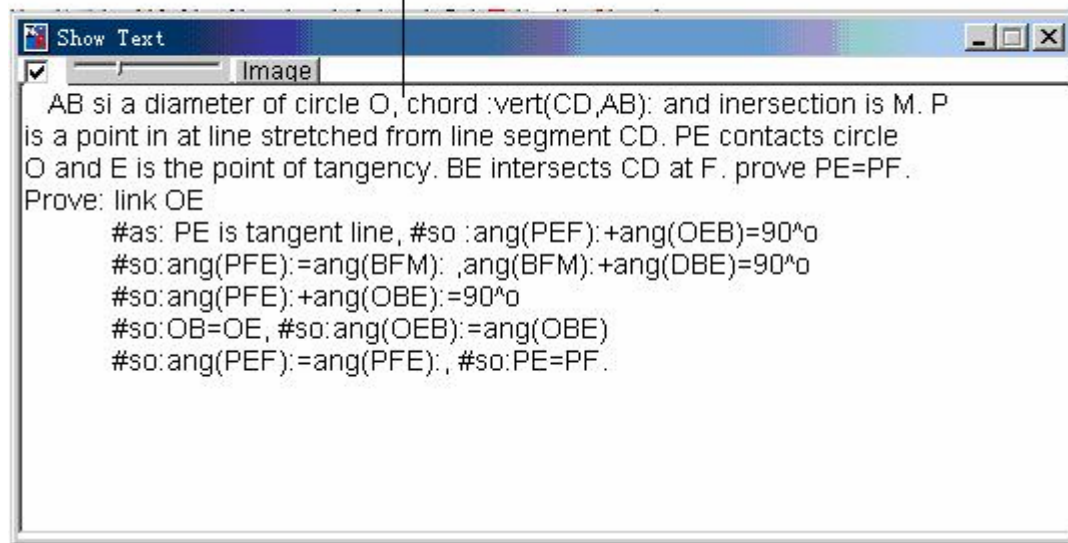 Show Text
Image
AB si a diameter of circle O, chord :vert(CD,AB): and inersection is M. P
is a point in at line stretched from line segment CD. PE contacts circle
O and E is the point of tangency. BE intersects CD at F. prove PE=PF.
Prove: link OE
#as: PE is tangent line, #so :ang(PEF):+ang(OEB)=90^o
#so:ang(PFE):=ang(BFM): ,ang(BFM):+ang(DBE)=90^o
#so:ang(PFE):+ang(OBE):=90^o
#so:OB=OE, #so:ang(OEB):=ang(OBE)
#so:ang(PEF):=ang(PFE):, #so:PE=PF.